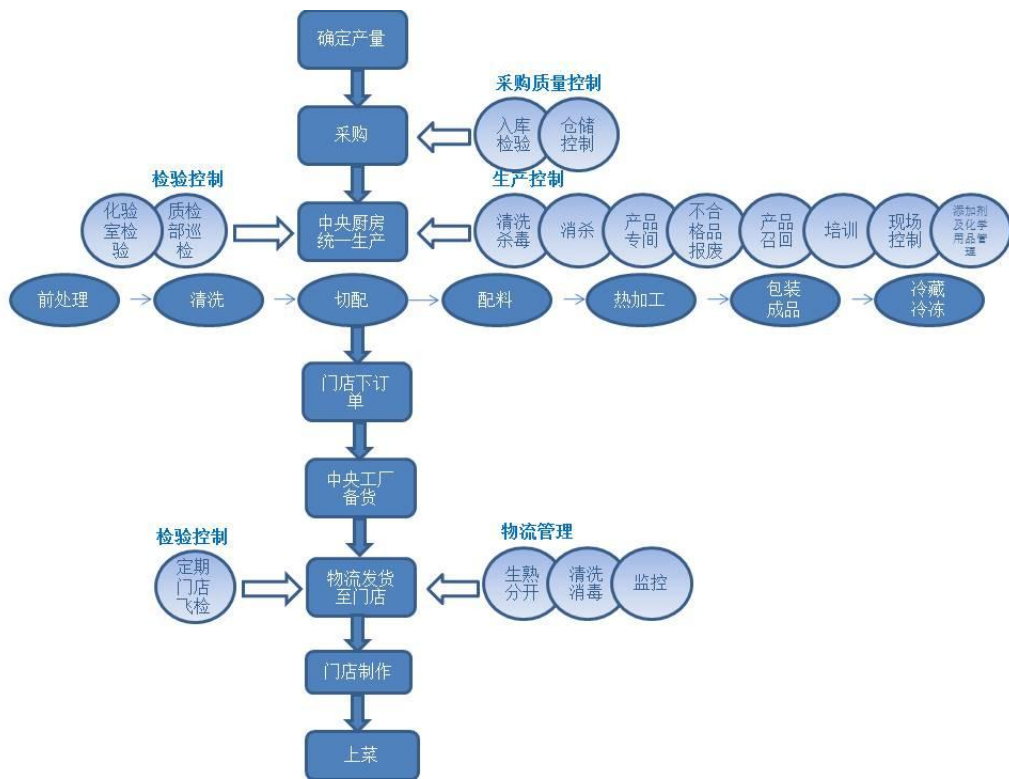 确定产量
采购质量控制
采购
入库
检验
仓储
控制
检验控制
生产控制
化验
室检
验
质检
部巡
检
中央厨房
统一生产
清洗
杀毒
消杀
产品
专间
不合
格品
报废
产品
召回
培训
现场
控制
添加剂
及化学
用品管
理
前处理
清洗
切配
配料
热加工
包装
成品
冷藏
冷冻
门店下订
单
中央工厂
备货
检验控制
物流管理
定期
门店
飞检
物流发货
至门店
生熟
分开
清洗
消毒
监控
门店制作
上菜